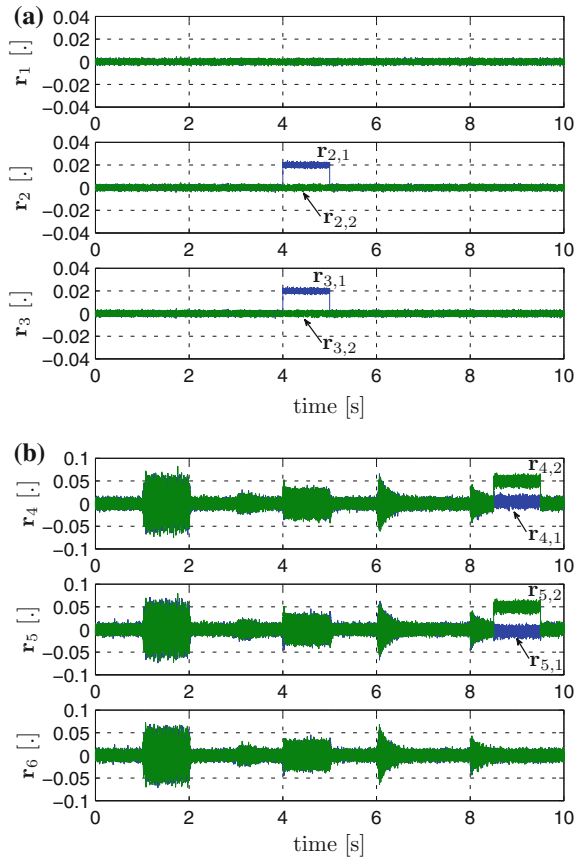 (a)
0.04
0.02
0
−0.02
−0.04
r1 [.]
0 2 4 6 8 10
0.04
0.02
0
−0.02
−0.04
r2 [.]
r2,1
r2,2
0 2 4 6 8 10
0.04
0.02
0
−0.02
−0.04
r3 [.]
r3,1
r3,2
0 2 4 6 8 10
time [s]
(b)
0.1
0.05
0
−0.05
−0.1
r4 [.]
r4,2
r4,1
0 2 4 6 8 10
0.1
0.05
0
−0.05
−0.1
r5 [.]
r5,2
r5,1
0 2 4 6 8 10
0.1
0.05
0
−0.05
−0.1
r6 [.]
0 2 4 6 8 10
time [s]